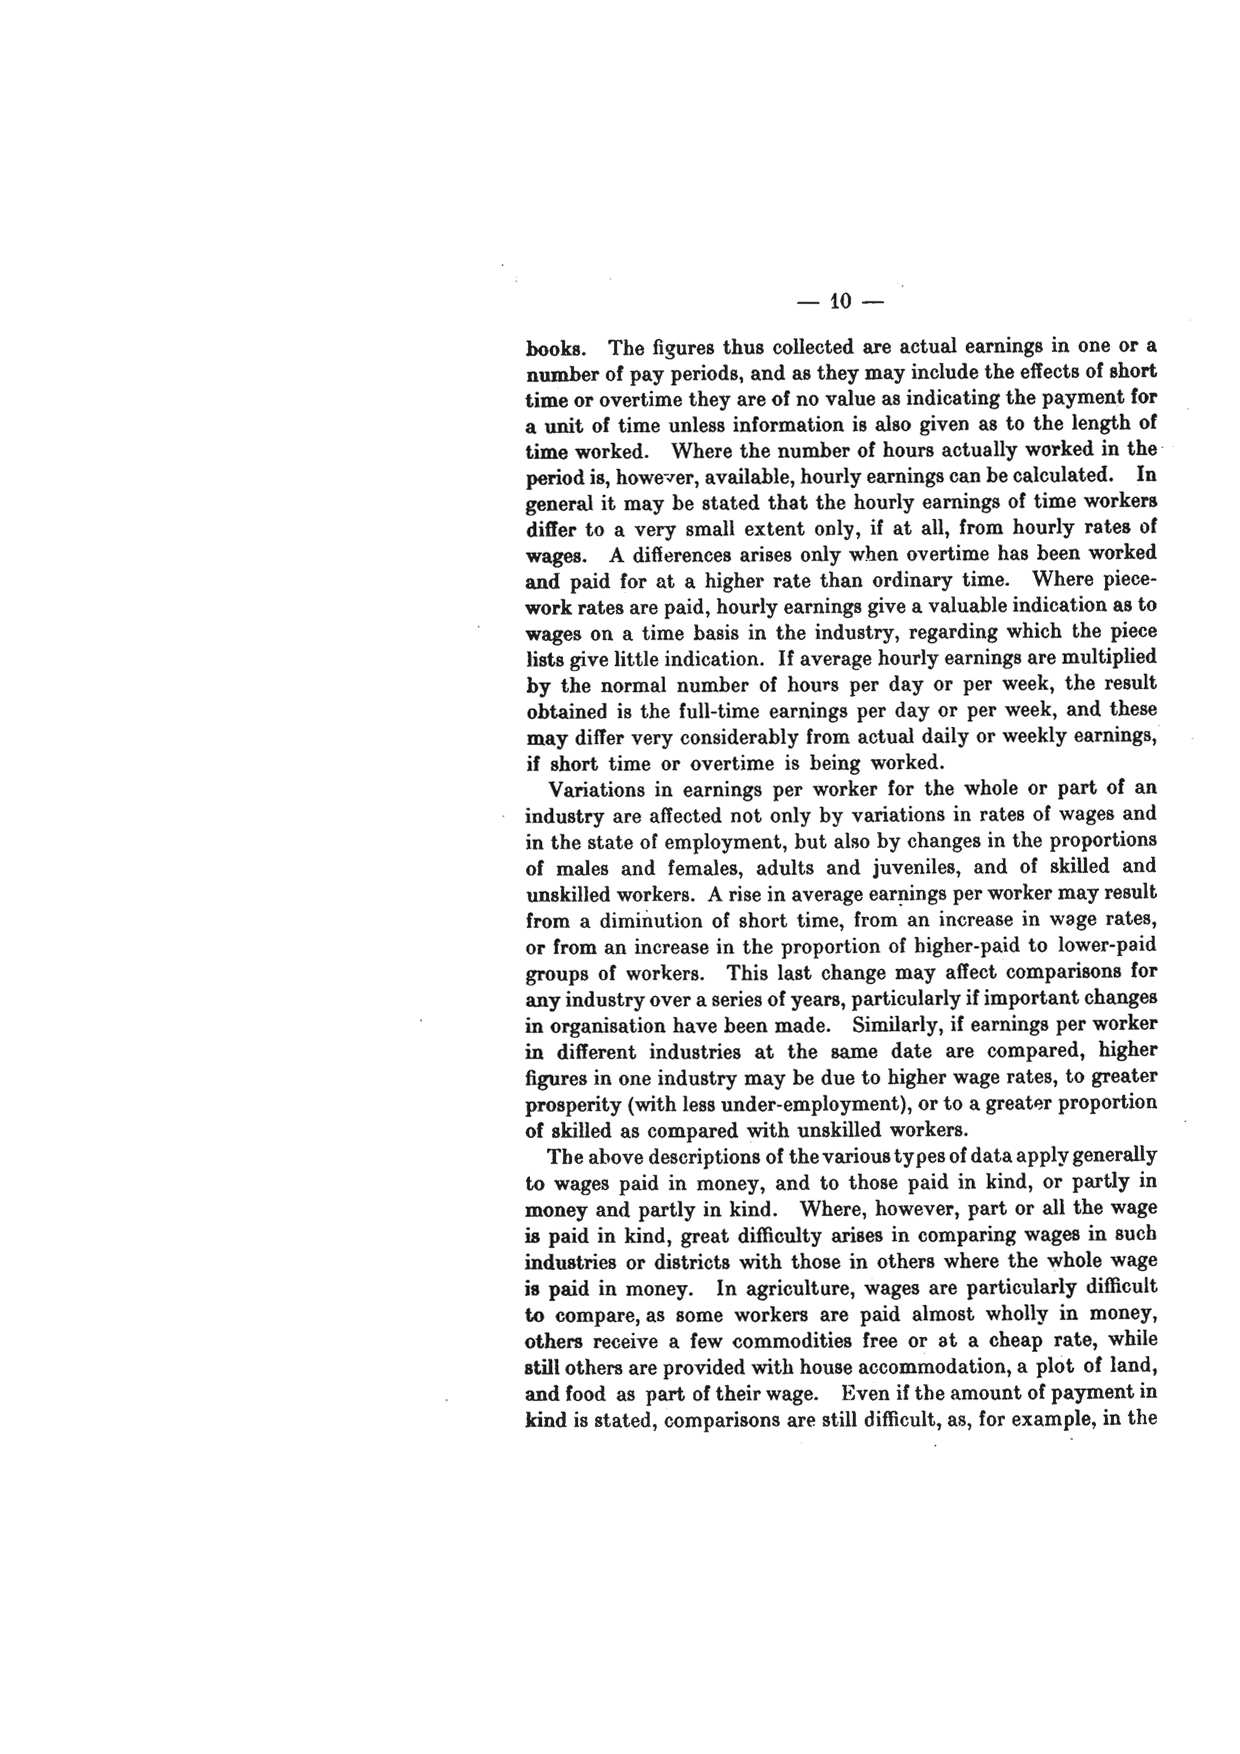 — 10 —
books. The figures thus collected are actual earnings in one or a
number of pay periods, and as they may include the effects of short
time or overtime they are of no value as indicating the payment for
a unit of time unless information is also given as to the length of
time worked. Where the number of hours actually worked in the
period is, however, available, hourly earnings can be calculated. In
general it may be stated that the hourly earnings of time workers
differ to a very small extent only, if at all, from hourly rates of
wages. A differences arises only when overtime has been worked
and paid for at a higher rate than ordinary time. Where piece-
work rates are paid, hourly earnings give a valuable indication as to
wages on a time basis in the industry, regarding which the piece
lists give little indication. If average hourly earnings are multiplied
by the normal number of hours per day or per week, the result
obtained is the full-time earnings per day or per week, and these
may differ very considerably from actual daily or weekly earnings,
if short time or overtime is being worked.
Variations in earnings per worker for the whole or part of an
industry are affected not only by variations in rates of wages and
in the state of employment, but also by changes in the proportions
of males and females, adults and juveniles, and of skilled and
unskilled workers. A rise in average earnings per worker may result
from a diminution of short time, from an increase in wage rates,
or from an increase in the proportion of higher-paid to lower-paid
groups of workers. This last change may affect comparisons for
any industry over a series of years, particularly if important changes
in organisation have been made. Similarly, if earnings per worker
in different industries at the same date are compared, higher
figures in one industry may be due to higher wage rates, to greater
prosperity (with less under-employment), or to a greater proportion
of skilled as compared with unskilled workers.
The above descriptions of the various types of data apply generally
to wages paid in money, and to those paid in kind, or partly in
money and partly in kind. Where, however, part or all the wage
is paid in kind, great difficulty arises in comparing wages in such
industries or districts with those in others where the whole wage
is paid in money. In agriculture, wages are particularly difficult
to compare, as some workers are paid almost wholly in money,
others receive a few commodities free or at a cheap rate, while
still others are provided with house accommodation, a plot of land,
and food as part of their wage. Even if the amount of payment in
kind is stated, comparisons are still difficult, as, for example, in the